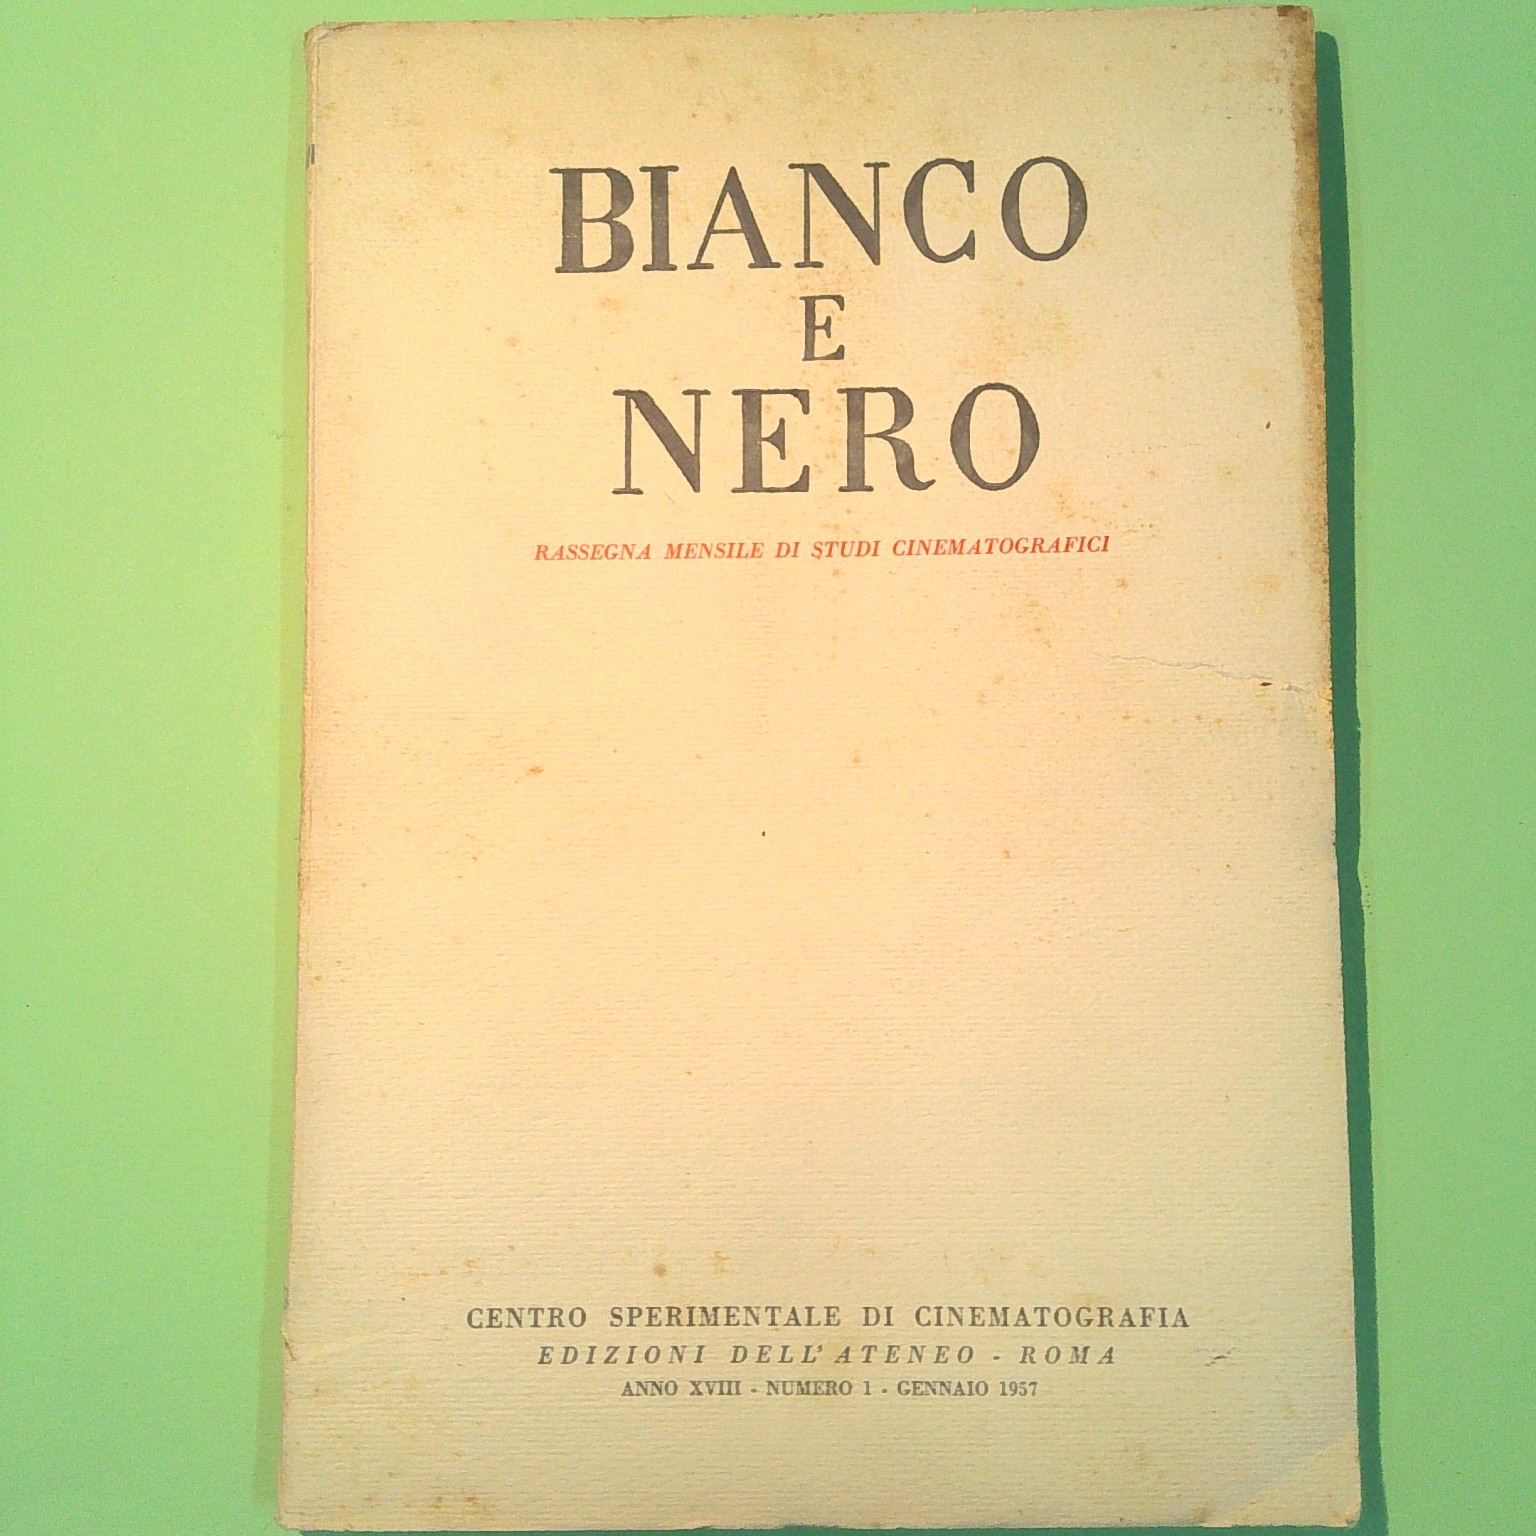 BIANCO
E
NERO
RASSEGNA MENSILE DI STUDI CINEMATOGRAFICI
CENTRO SPERIMENTALE DI CINEMATOGRAFIA
EDIZIONI DELL' ATENEO - ROMA
ANNO XVIII - NUMERO 1 - GENNAIO 1957